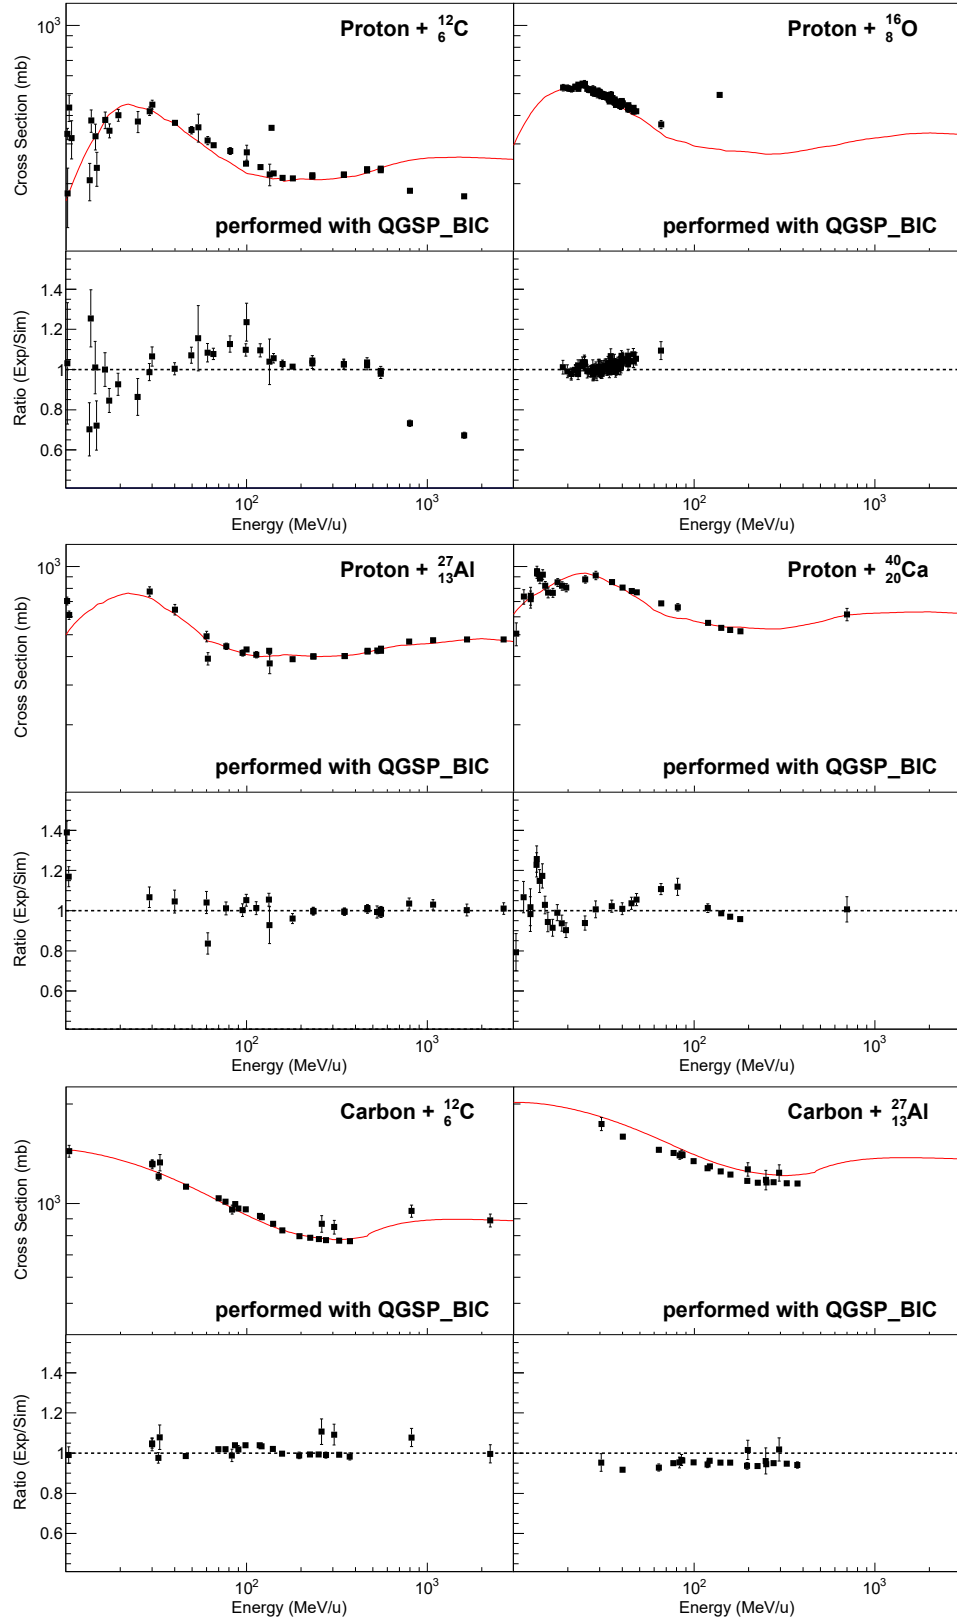 10³
Cross Section (mb)
Proton + ¹²₆C
performed with QGSP_BIC
Proton + ¹⁶₈O
performed with QGSP_BIC
1.4
1.2
1
0.8
0.6
Ratio (Exp/Sim)
10² 10³
Energy (MeV/u)
10² 10³
Energy (MeV/u)
10³
Cross Section (mb)
Proton + ²⁷₁₃Al
performed with QGSP_BIC
Proton + ⁴⁰₂₀Ca
performed with QGSP_BIC
1.4
1.2
1
0.8
0.6
Ratio (Exp/Sim)
10² 10³
Energy (MeV/u)
10² 10³
Energy (MeV/u)
10³
Cross Section (mb)
Carbon + ¹²₆C
performed with QGSP_BIC
Carbon + ²⁷₁₃Al
performed with QGSP_BIC
1.4
1.2
1
0.8
0.6
Ratio (Exp/Sim)
10² 10³
Energy (MeV/u)
10² 10³
Energy (MeV/u)